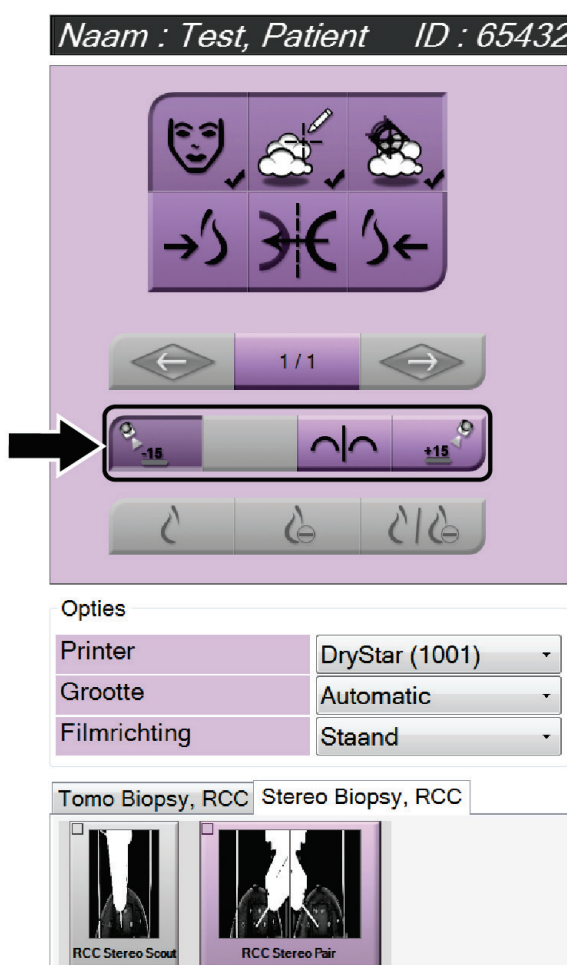 Naam : Test, Patient ID : 65432
1 / 1
-15 +15
Opties
Printer DryStar (1001)
Grootte Automatic
Filmrichting Staand
Tomo Biopsy, RCC Stereo Biopsy, RCC
RCC Stereo Scout RCC Stereo Pair